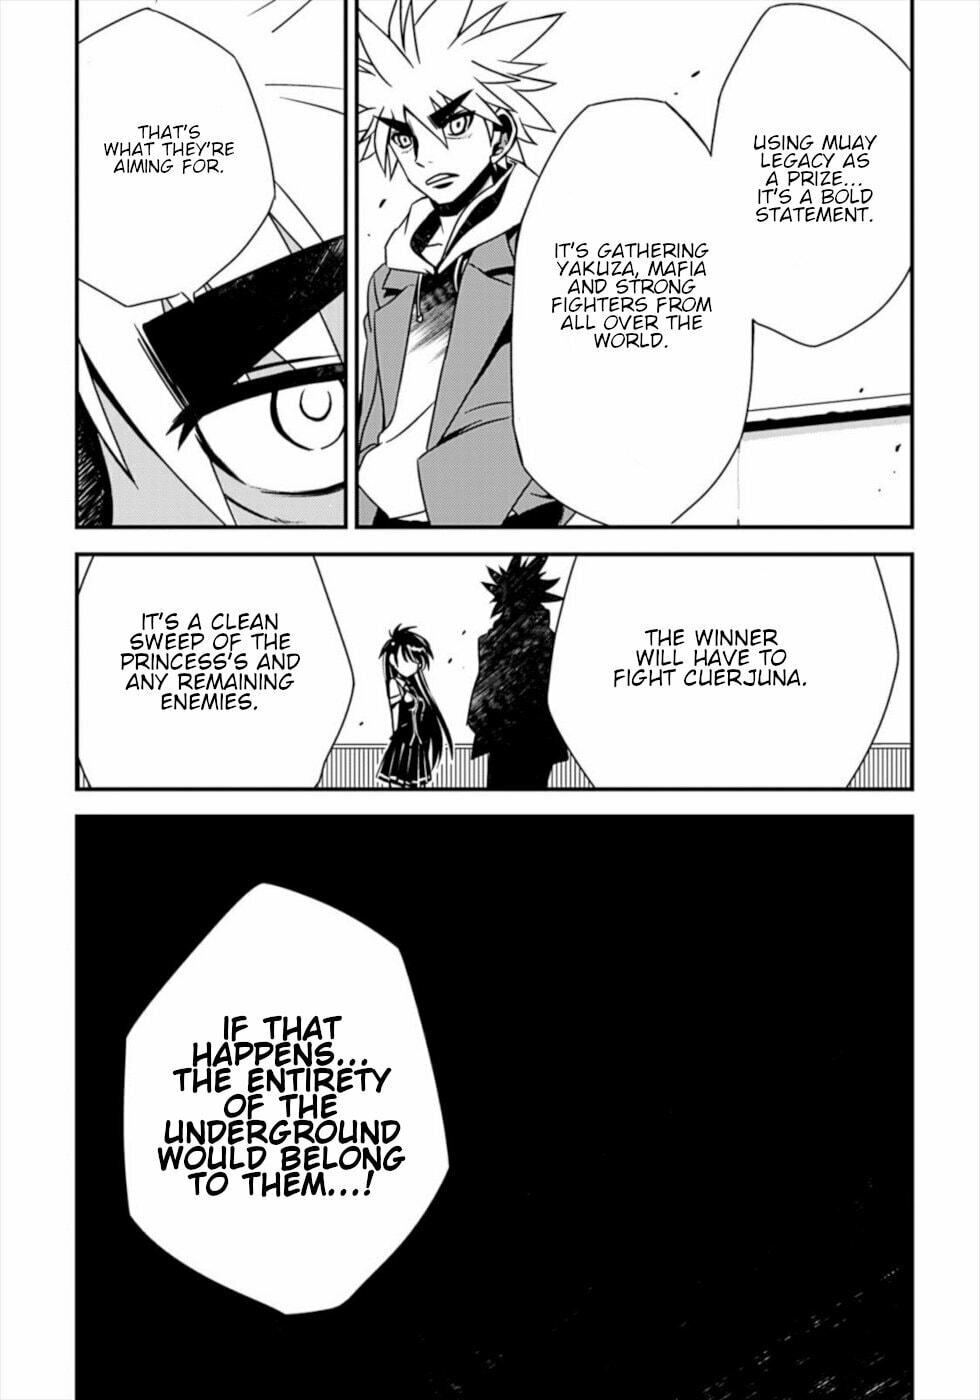 USING MUAY
LEGACY AS
A PRIZE...
IT'S A BOLD
STATEMENT.
IT'S GATHERING
YAKUZA, MAFIA
AND STRONG
FIGHTERS FROM
ALL OVER THE
WORLD.
THAT'S
WHAT THEY'RE
AIMING FOR.
THE WINNER
WILL HAVE TO
FIGHT CUERJUNA.
IT'S A CLEAN
SWEEP OF THE
PRINCESS'S AND
ANY REMAINING
ENEMIES.
IF THAT
HAPPENS...
THE ENTIRETY
OF THE
UNDERGROUND
WOULD BELONG
TO THEM...!